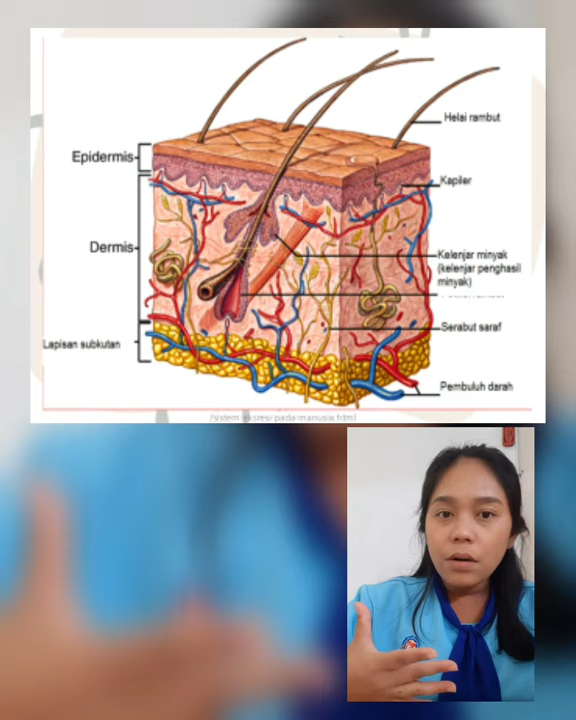 Helai rambut
Epidermis
Kapiler
Dermis
Kelenjar minyak
(kelenjar penghasil
minyak)
Serabut saraf
Lapisan subkutan
Pembuluh darah
/sistem-eksresi-pada-manusia.html